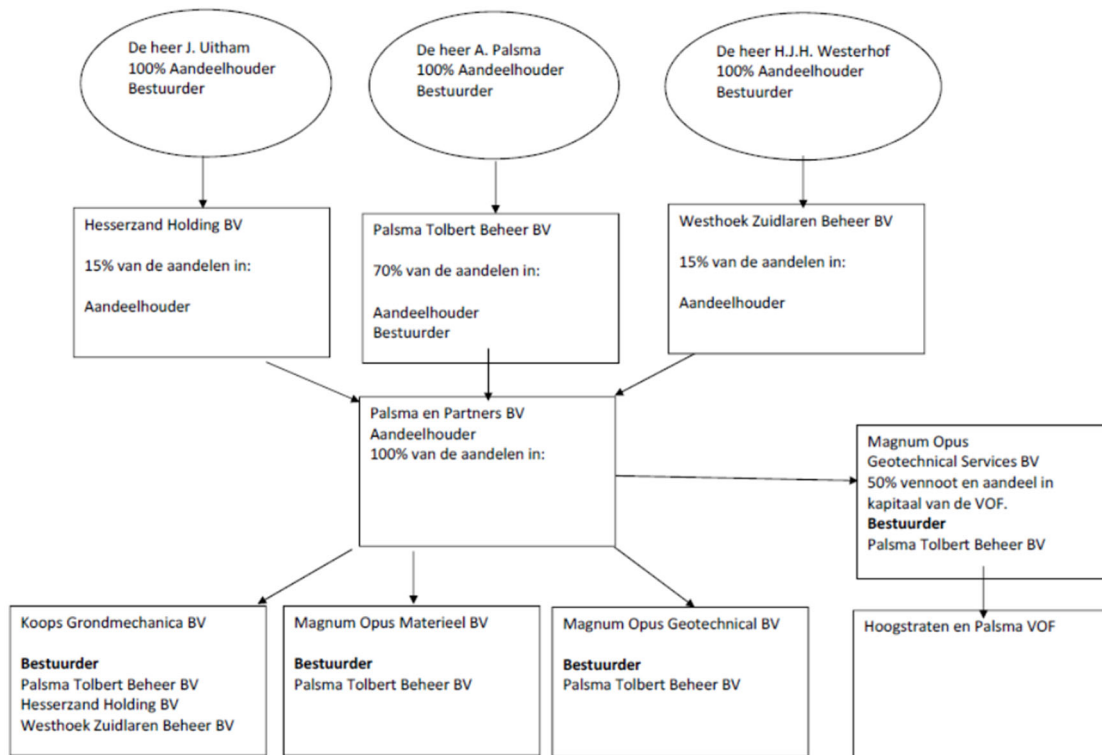 De heer J. Uitham
100% Aandeelhouder
Bestuurder
De heer A. Palsma
100% Aandeelhouder
Bestuurder
De heer H.J.H. Westerhof
100% Aandeelhouder
Bestuurder
Hesserzand Holding BV
15% van de aandelen in:
Aandeelhouder
Palsma Tolbert Beheer BV
70% van de aandelen in:
Aandeelhouder
Bestuurder
Westhoek Zuidlaren Beheer BV
15% van de aandelen in:
Aandeelhouder
Palsma en Partners BV
Aandeelhouder
100% van de aandelen in:
Magnum Opus
Geotechnical Services BV
50% vennoot en aandeel in
kapitaal van de VOF.
Bestuurder
Palsma Tolbert Beheer BV
Koops Grondmechanica BV
Bestuurder
Palsma Tolbert Beheer BV
Hesserzand Holding BV
Westhoek Zuidlaren Beheer BV
Magnum Opus Materieel BV
Bestuurder
Palsma Tolbert Beheer BV
Magnum Opus Geotechnical BV
Bestuurder
Palsma Tolbert Beheer BV
Hoogstraten en Palsma VOF